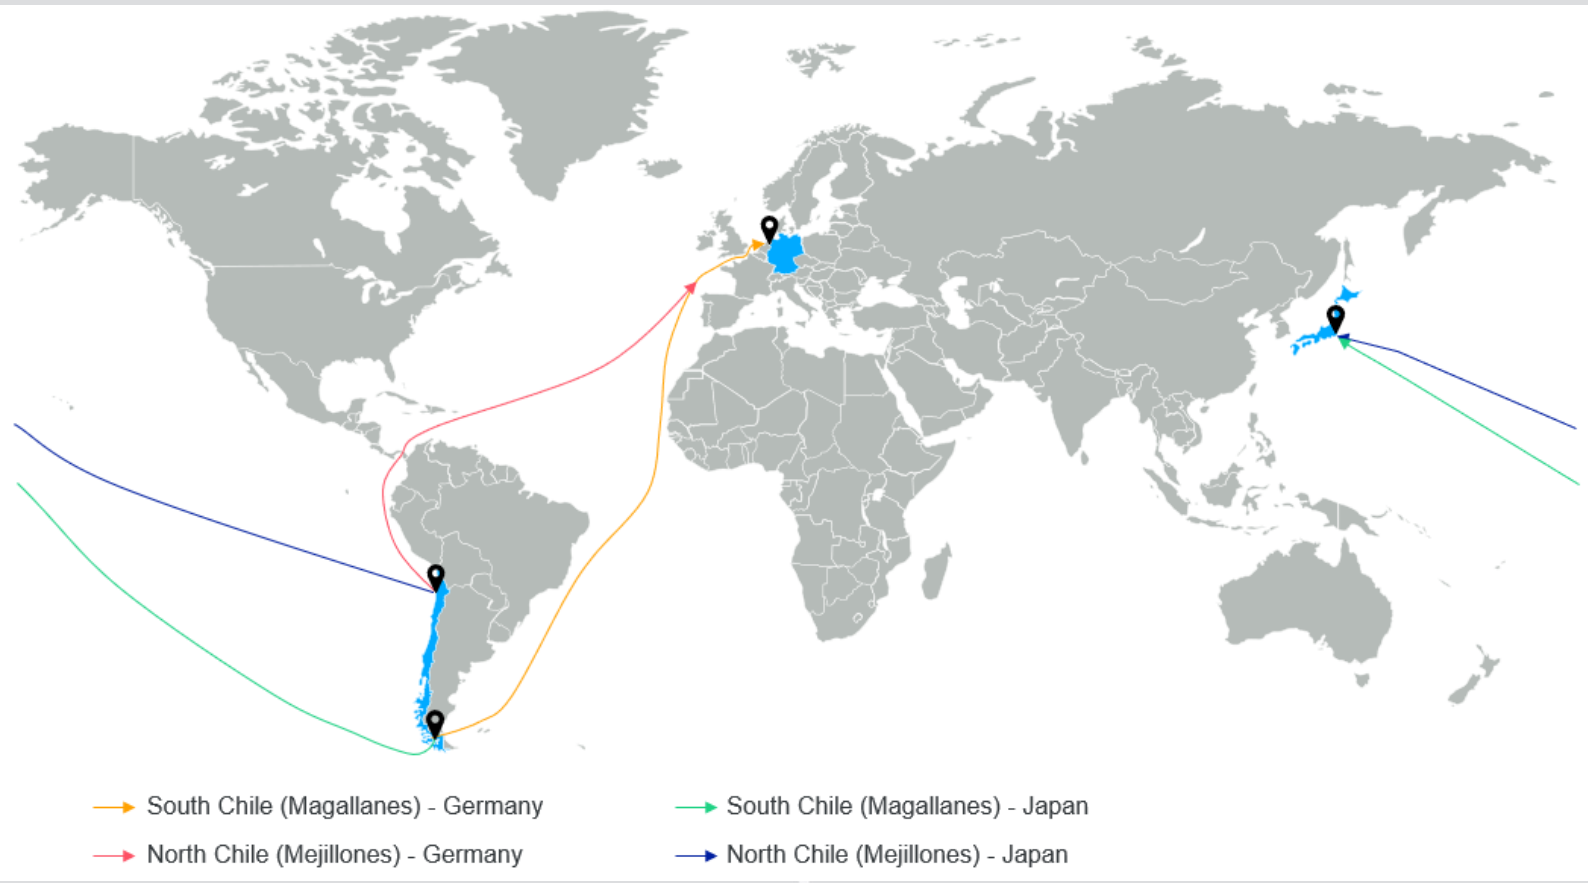 South Chile (Magallanes) - Germany
South Chile (Magallanes) - Japan
North Chile (Mejillones) - Germany
North Chile (Mejillones) - Japan